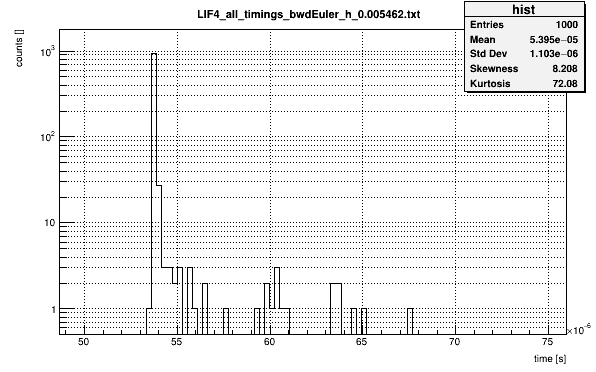 LIF4_all_timings_bwdEuler_h_0.005462.txt
hist
Entries 1000
Mean 5.395e−05
Std Dev 1.103e−06
Skewness 8.208
Kurtosis 72.08
counts []
10³
10²
10
1
50 55 60 65 70 75
×10⁻⁶
time [s]